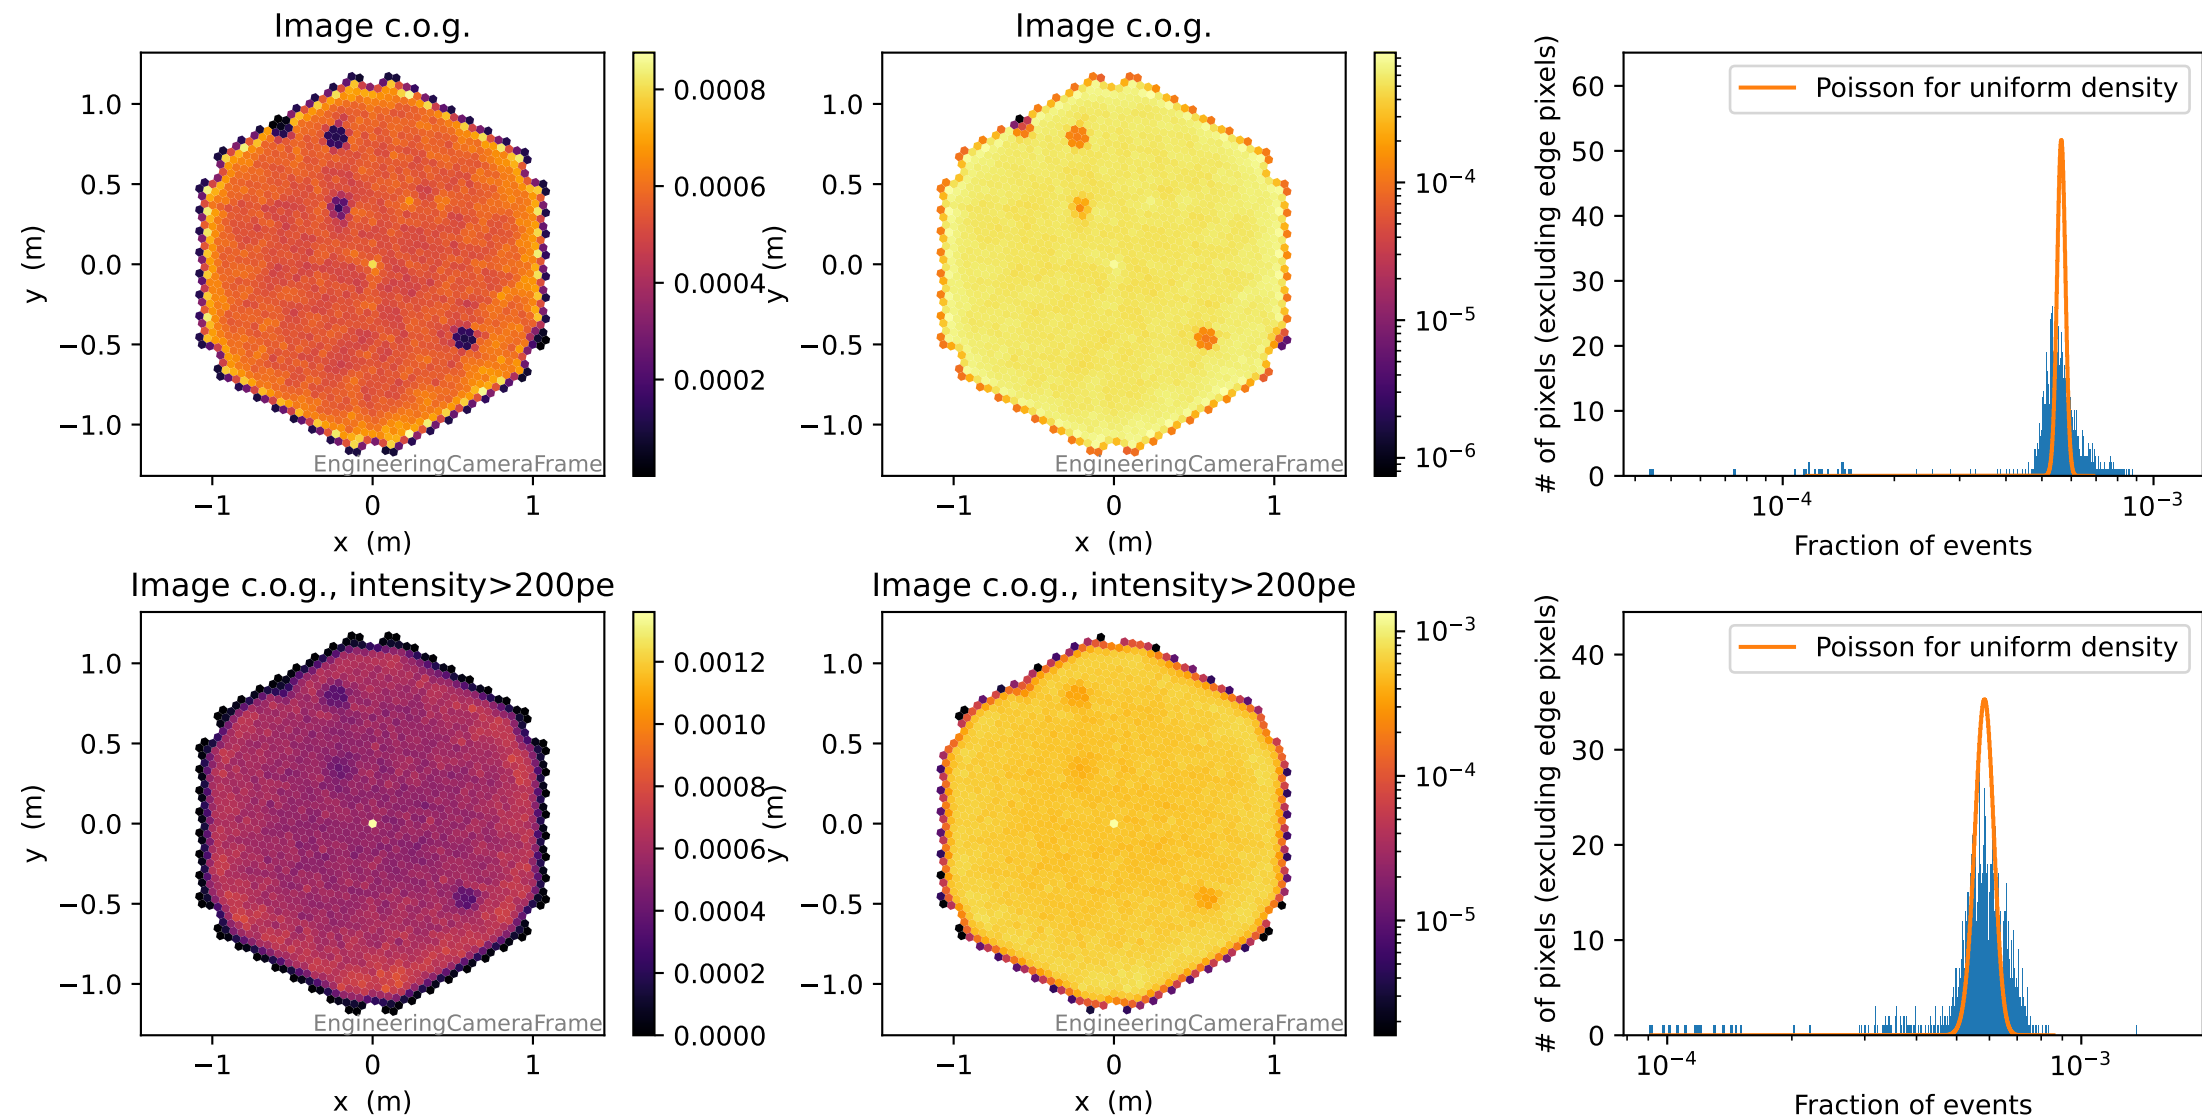 Image c.o.g.
1.0
0.5
0.0
−0.5
−1.0
y (m)
−1
0
1
x (m)
EngineeringCameraFrame
0.0008
0.0006
0.0004
0.0002
Image c.o.g.
1.0
0.5
0.0
−0.5
−1.0
y (m)
−1
0
1
x (m)
EngineeringCameraFrame
10⁻⁴
10⁻⁵
10⁻⁶
Poisson for uniform density
60
50
40
30
20
10
0
# of pixels (excluding edge pixels)
10⁻⁴
10⁻³
Fraction of events
Image c.o.g., intensity>200pe
1.0
0.5
0.0
−0.5
−1.0
y (m)
−1
0
1
x (m)
EngineeringCameraFrame
0.0012
0.0010
0.0008
0.0006
0.0004
0.0002
0.0000
Image c.o.g., intensity>200pe
1.0
0.5
0.0
−0.5
−1.0
y (m)
−1
0
1
x (m)
EngineeringCameraFrame
10⁻³
10⁻⁴
10⁻⁵
Poisson for uniform density
40
30
20
10
0
# of pixels (excluding edge pixels)
10⁻⁴
10⁻³
Fraction of events